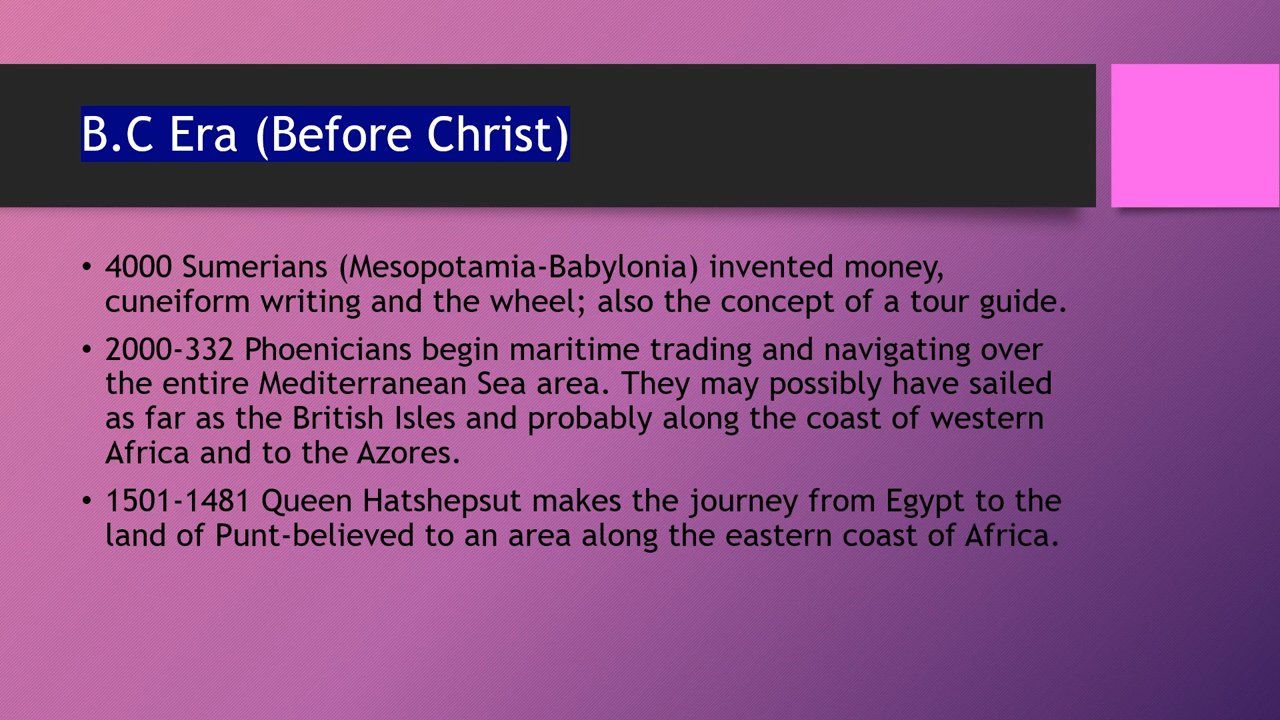 B.C Era (Before Christ)
• 4000 Sumerians (Mesopotamia-Babylonia) invented money,
cuneiform writing and the wheel; also the concept of a tour guide.
• 2000-332 Phoenicians begin maritime trading and navigating over
the entire Mediterranean Sea area. They may possibly have sailed
as far as the British Isles and probably along the coast of western
Africa and to the Azores.
• 1501-1481 Queen Hatshepsut makes the journey from Egypt to the
land of Punt-believed to an area along the eastern coast of Africa.